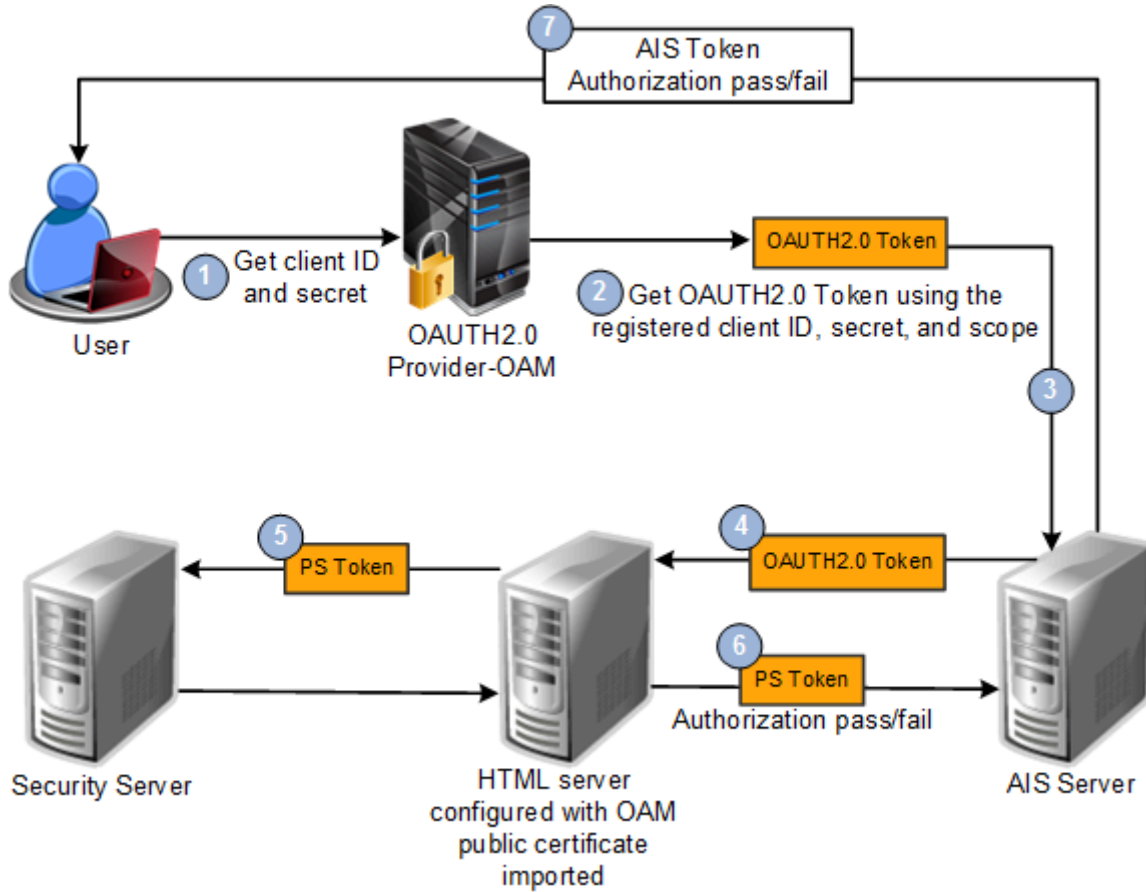 7
AIS Token
Authorization pass/fail
1
Get client ID
and secret
User
OAUTH2.0
Provider-OAM
OAUTH2.0 Token
2
Get OAUTH2.0 Token using the
registered client ID, secret, and scope
3
5
PS Token
4
OAUTH2.0 Token
6
PS Token
Authorization pass/fail
Security Server
HTML server
configured with OAM
public certificate
imported
AIS Server